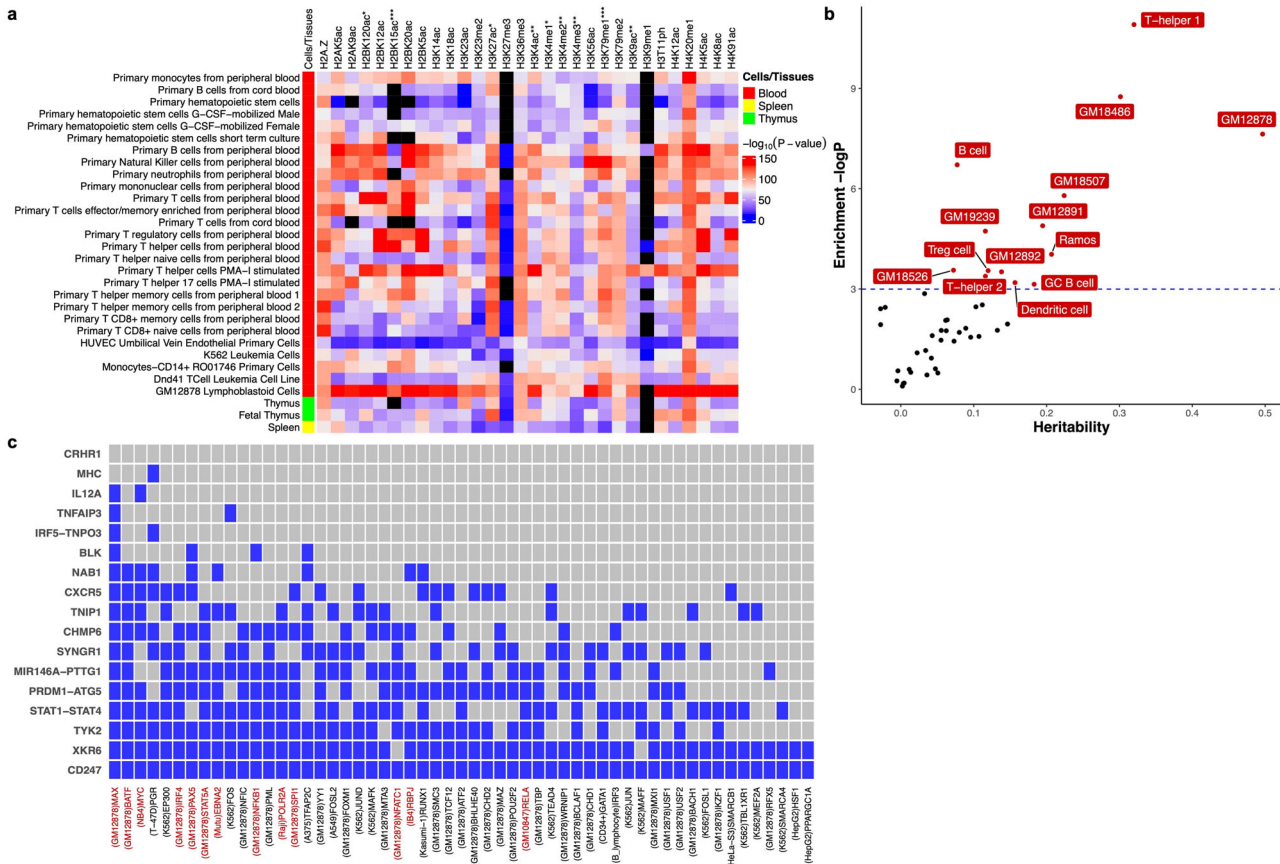 a
Cells/Tissues
H2A.Z
H2AK5ac
H2AK9ac
H2BK120ac*
H2BK12ac
H2BK15ac***
H2BK20ac
H2BK5ac
H3K14ac
H3K18ac
H3K23ac
H3K23me2
H3K27ac*
H3K27me3
H3K36me3
H3K4ac**
H3K4me1*
H3K4me2**
H3K4me3**
H3K56ac
H3K79me1***
H3K79me2
H3K9ac**
H3K9me1
H3T11ph
H4K12ac
H4K20me1
H4K5ac
H4K8ac
H4K91ac
Primary monocytes from peripheral blood
Primary B cells from cord blood
Primary hematopoietic stem cells
Primary hematopoietic stem cells G-CSF-mobilized Male
Primary hematopoietic stem cells G-CSF-mobilized Female
Primary hematopoietic stem cells short term culture
Primary B cells from peripheral blood
Primary Natural Killer cells from peripheral blood
Primary neutrophils from peripheral blood
Primary mononuclear cells from peripheral blood
Primary T cells from peripheral blood
Primary T cells effector/memory enriched from peripheral blood
Primary T cells from cord blood
Primary T regulatory cells from peripheral blood
Primary T helper cells from peripheral blood
Primary T helper naive cells from peripheral blood
Primary T helper cells PMA-I stimulated
Primary T helper 17 cells PMA-I stimulated
Primary T helper memory cells from peripheral blood 1
Primary T helper memory cells from peripheral blood 2
Primary T CD8+ memory cells from peripheral blood
Primary T CD8+ naive cells from peripheral blood
HUVEC Umbilical Vein Endothelial Primary Cells
K562 Leukemia Cells
Monocytes-CD14+ RO01746 Primary Cells
Dnd41 TCell Leukemia Cell Line
GM12878 Lymphoblastoid Cells
Thymus
Fetal Thymus
Spleen
Cells/Tissues
Blood
Spleen
Thymus
−log10(P−value)
150
100
50
0
b
Enrichment -logP
9
6
3
0
T-helper 1
GM18486
GM12878
B cell
GM18507
GM19239
GM12891
Ramos
Treg cell
GM12892
GM18526
T-helper 2
GC B cell
Dendritic cell
0.0
0.1
0.2
0.3
0.4
0.5
Heritability
c
CRHR1
MHC
IL12A
TNFAIP3
IRF5−TNPO3
BLK
NAB1
CXCR5
TNIP1
CHMP6
SYNGR1
MIR146A−PTTG1
PRDM1−ATG5
STAT1−STAT4
TYK2
XKR6
CD247
(GM12878)MAX
(GM12878)BATF
(NB4)MYC
(T-47D)PGR
(K562)EP300
(GM12878)IRF4
(GM12878)PAX5
(GM12878)STAT5A
(Mutu)EBNA2
(K562)FOS
(GM12878)NFIC
(GM12878)NFKB1
(GM12878)PML
(Raji)POLR2A
(GM12878)SPI1
(A375)TFAP2C
(GM12878)YY1
(A549)FOSL2
(GM12878)FOXM1
(K562)JUND
(K562)MAFK
(GM12878)MTA3
(GM12878)NFATC1
(IB4)RBPJ
(Kasumi-1)RUNX1
(GM12878)SMC3
(GM12878)TCF12
(GM12878)ATF2
(GM12878)BHLHE40
(GM12878)CHD2
(GM12878)MAZ
(GM12878)POU2F2
(GM10847)RELA
(GM12878)TBP
(K562)TEAD4
(GM12878)WRNIP1
(GM12878)BCLAF1
(GM12878)CHD1
(CD34+)GATA1
(B_lymphocyte)IRF3
(K562)JUN
(K562)MAFF
(GM12878)MXI1
(GM12878)USF1
(GM12878)USF2
(K562)BACH1
(K562)FOSL1
(GM12878)IKZF1
HeLa-S3)SMARCB1
(K562)TBL1XR1
(K562)MEF2A
(GM12878)RFX5
(K562)SMARCA4
(HepG2)HSF1
(HepG2)PPARGC1A